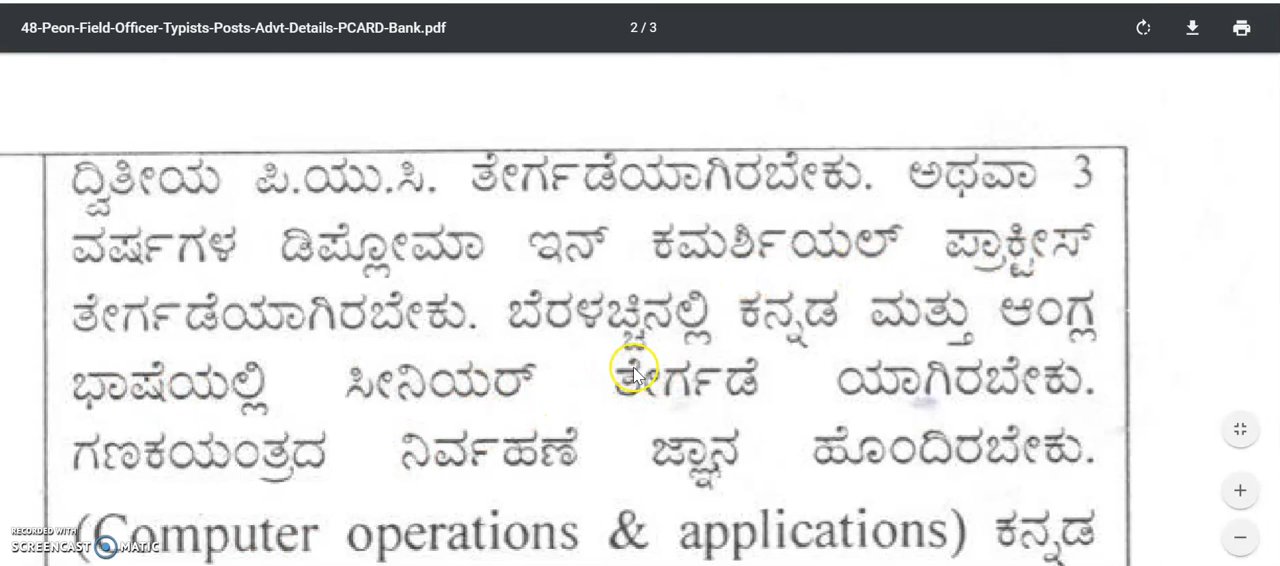 48-Peon-Field-Officer-Typists-Posts-Advt-Details-PCARD-Bank.pdf 2 / 3
ದ್ವಿತೀಯ ಪಿ.ಯು.ಸಿ. ತೇರ್ಗಡೆಯಾಗಿರಬೇಕು. ಅಥವಾ 3
ವರ್ಷಗಳ ಡಿಪ್ಲೋಮಾ ಇನ್ ಕಮರ್ಶಿಯಲ್ ಪ್ರಾಕ್ಟೀಸ್
ತೇರ್ಗಡೆಯಾಗಿರಬೇಕು. ಬೆರಳಚ್ಚಿನಲ್ಲಿ ಕನ್ನಡ ಮತ್ತು ಆಂಗ್ಲ
ಭಾಷೆಯಲ್ಲಿ ಸೀನಿಯರ್ ತೇರ್ಗಡೆ ಯಾಗಿರಬೇಕು.
ಗಣಕಯಂತ್ರದ ನಿರ್ವಹಣೆ ಜ್ಞಾನ ಹೊಂದಿರಬೇಕು.
(Computer operations & applications) ಕನ್ನಡ
RECORDED WITH
SCREENCAST MATIC